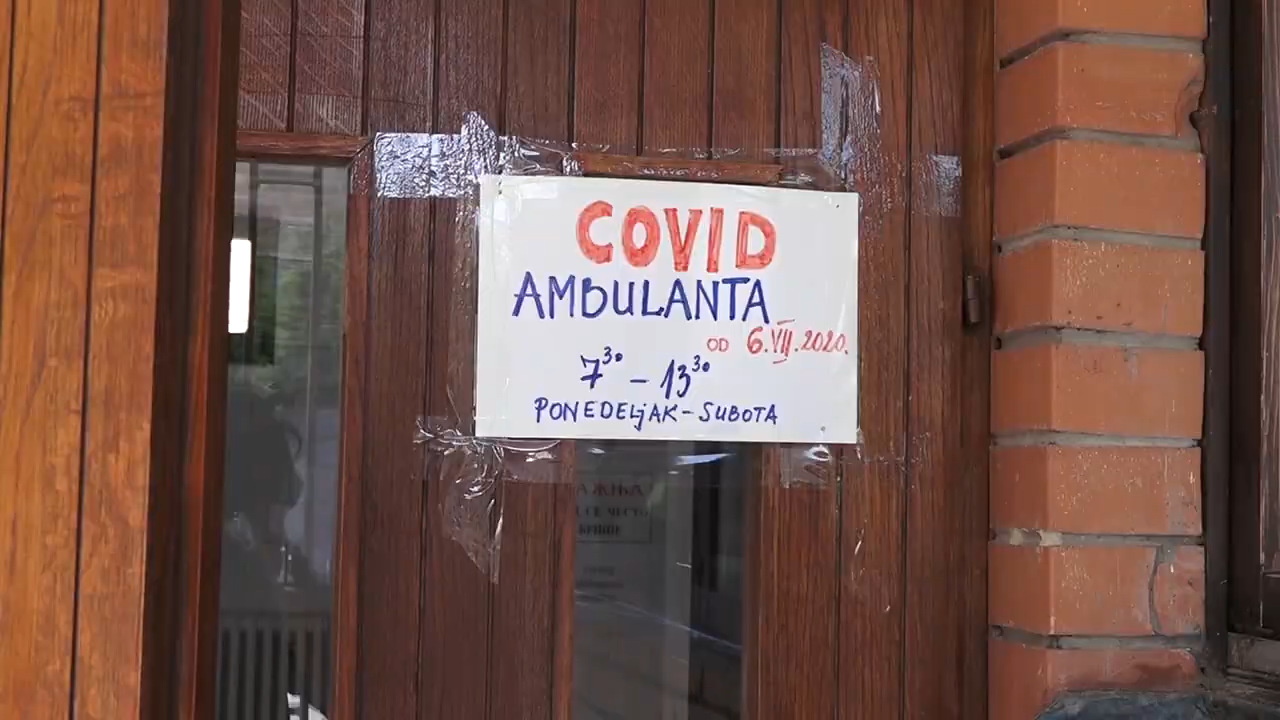 COVID
AMBULANTA
OD 6.VII.2020.
7³⁰ - 13³⁰
PONEDELjAK - SUBOTA